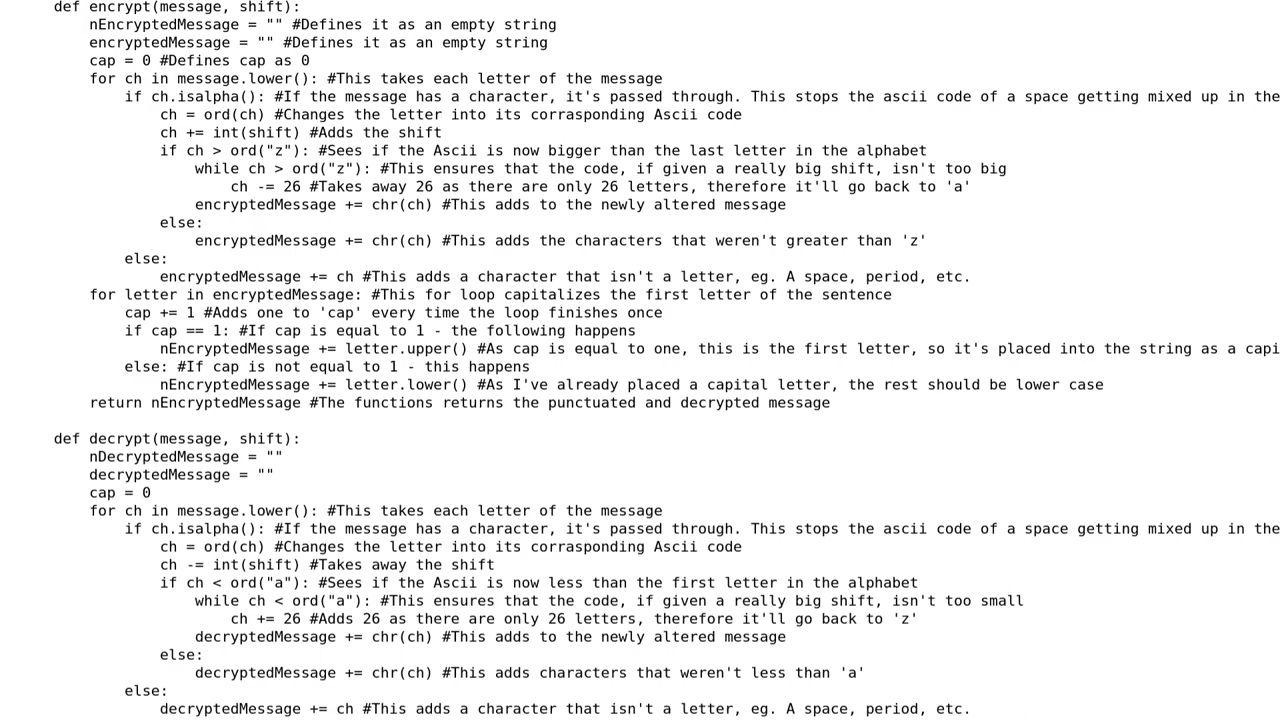 def encrypt(message, shift):
    nEncryptedMessage = "" #Defines it as an empty string
    encryptedMessage = "" #Defines it as an empty string
    cap = 0 #Defines cap as 0
    for ch in message.lower(): #This takes each letter of the message
        if ch.isalpha(): #If the message has a character, it's passed through. This stops the ascii code of a space getting mixed up in the
            ch = ord(ch) #Changes the letter into its corrasponding Ascii code
            ch += int(shift) #Adds the shift
            if ch > ord("z"): #Sees if the Ascii is now bigger than the last letter in the alphabet
                while ch > ord("z"): #This ensures that the code, if given a really big shift, isn't too big
                    ch -= 26 #Takes away 26 as there are only 26 letters, therefore it'll go back to 'a'
                encryptedMessage += chr(ch) #This adds to the newly altered message
            else:
                encryptedMessage += chr(ch) #This adds the characters that weren't greater than 'z'
        else:
            encryptedMessage += ch #This adds a character that isn't a letter, eg. A space, period, etc.
    for letter in encryptedMessage: #This for loop capitalizes the first letter of the sentence
        cap += 1 #Adds one to 'cap' every time the loop finishes once
        if cap == 1: #If cap is equal to 1 - the following happens
            nEncryptedMessage += letter.upper() #As cap is equal to one, this is the first letter, so it's placed into the string as a capi
        else: #If cap is not equal to 1 - this happens
            nEncryptedMessage += letter.lower() #As I've already placed a capital letter, the rest should be lower case
    return nEncryptedMessage #The functions returns the punctuated and decrypted message

def decrypt(message, shift):
    nDecryptedMessage = ""
    decryptedMessage = ""
    cap = 0
    for ch in message.lower(): #This takes each letter of the message
        if ch.isalpha(): #If the message has a character, it's passed through. This stops the ascii code of a space getting mixed up in the
            ch = ord(ch) #Changes the letter into its corrasponding Ascii code
            ch -= int(shift) #Takes away the shift
            if ch < ord("a"): #Sees if the Ascii is now less than the first letter in the alphabet
                while ch < ord("a"): #This ensures that the code, if given a really big shift, isn't too small
                    ch += 26 #Adds 26 as there are only 26 letters, therefore it'll go back to 'z'
                decryptedMessage += chr(ch) #This adds to the newly altered message
            else:
                decryptedMessage += chr(ch) #This adds characters that weren't less than 'a'
        else:
            decryptedMessage += ch #This adds a character that isn't a letter, eg. A space, period, etc.